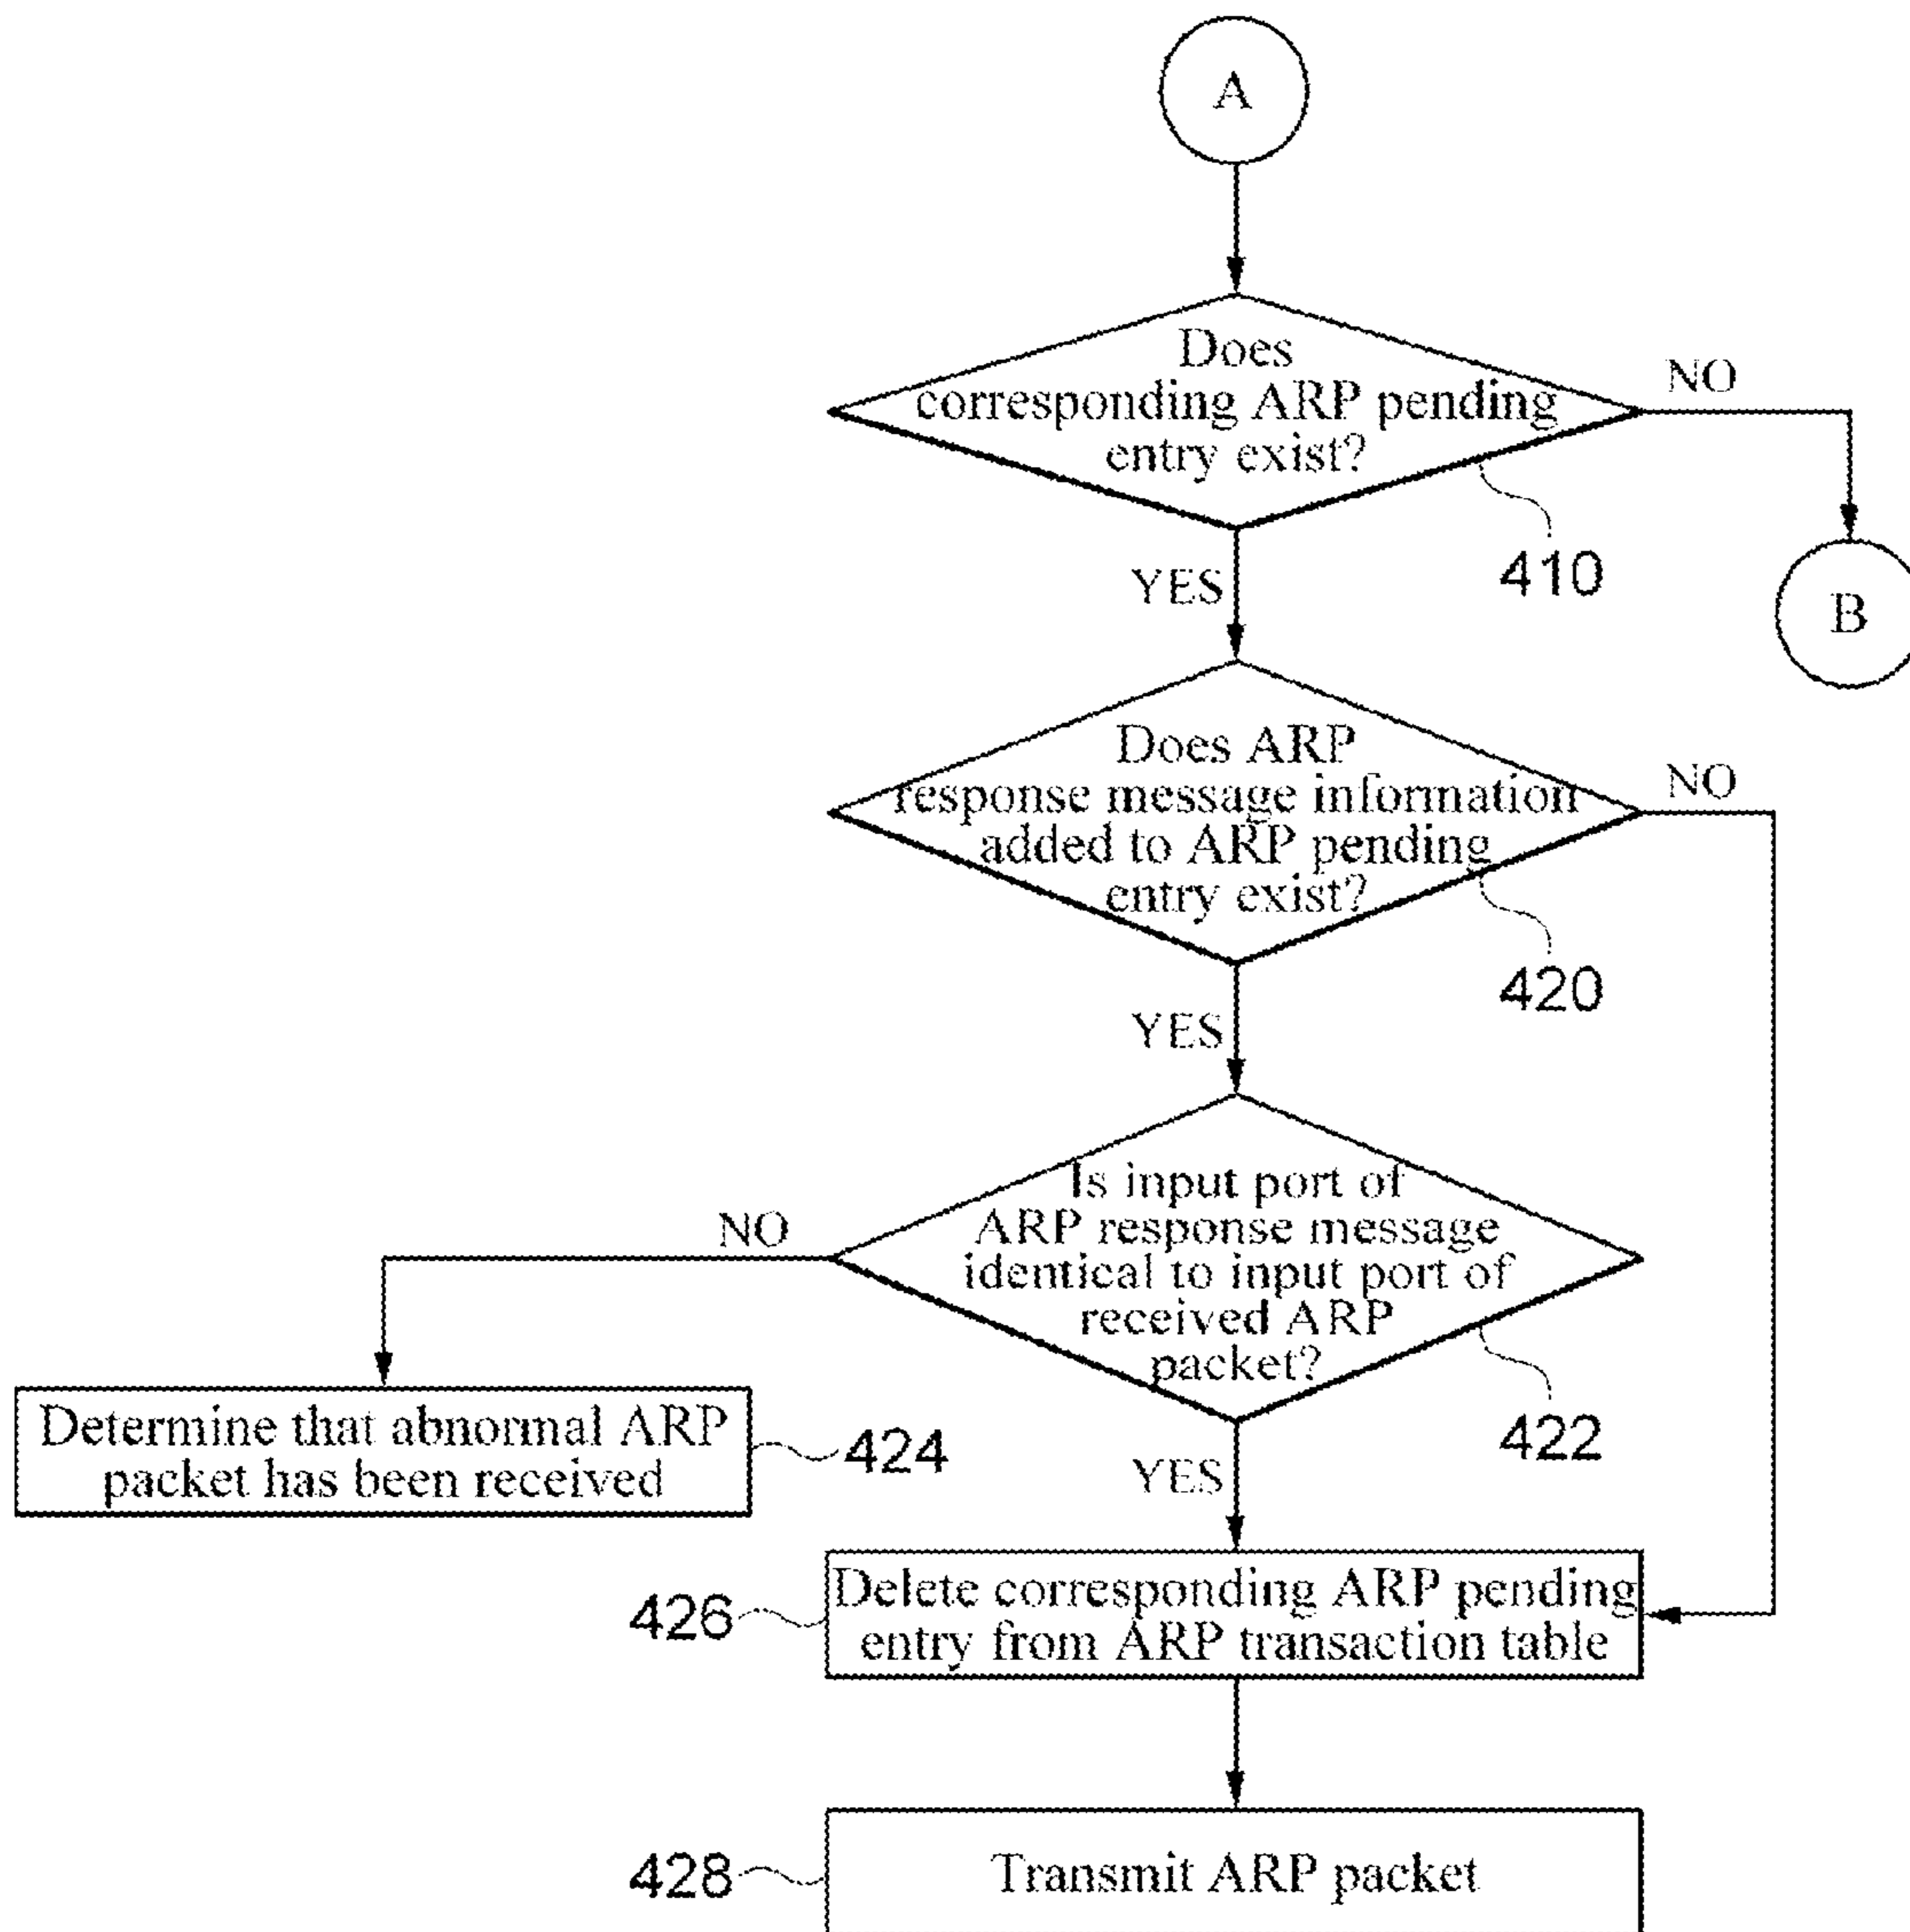 A
Does
corresponding ARP pending
entry exist?
NO
410
YES
B
Does ARP
response message information
added to ARP pending
entry exist?
NO
420
YES
Is input port of
ARP response message
identical to input port of
received ARP
packet?
NO
422
YES
Determine that abnormal ARP
packet has been received
424
Delete corresponding ARP pending
entry from ARP transaction table
426
Transmit ARP packet
428